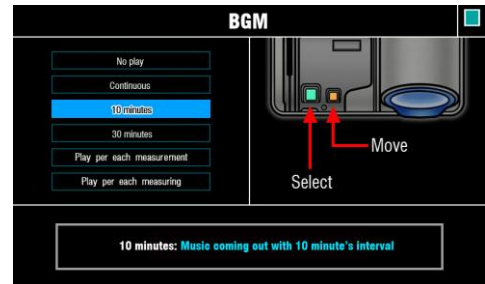 BGM
No play
Continuous
10 minutes
30 minutes
Play per each measurement
Play per each measuring
Move
Select
10 minutes: Music coming out with 10 minute's interval